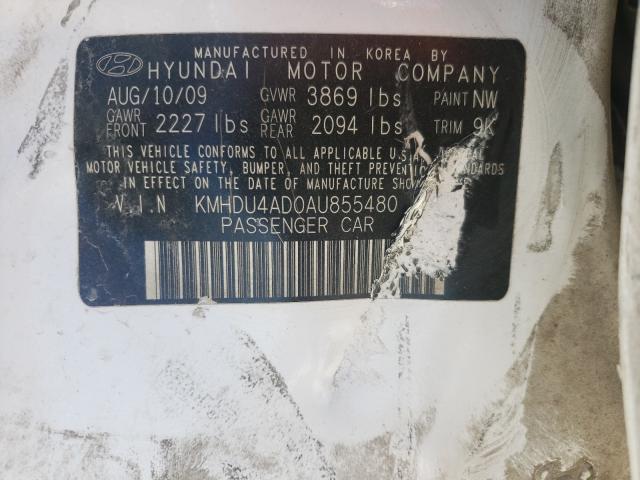 MANUFACTURED IN KOREA BY
HYUNDAI MOTOR COMPANY
AUG/10/09 GVWR 3869 lbs PAINT NW
GAWR FRONT 2227 lbs GAWR REAR 2094 lbs TRIM 9K
THIS VEHICLE CONFORMS TO ALL APPLICABLE U.S.
MOTOR VEHICLE SAFETY, BUMPER, AND THEFT PREVENTION STANDARDS
IN EFFECT ON THE DATE OF MANUFACTURE SHOW
V I N KMHDU4AD0AU855480
PASSENGER CAR